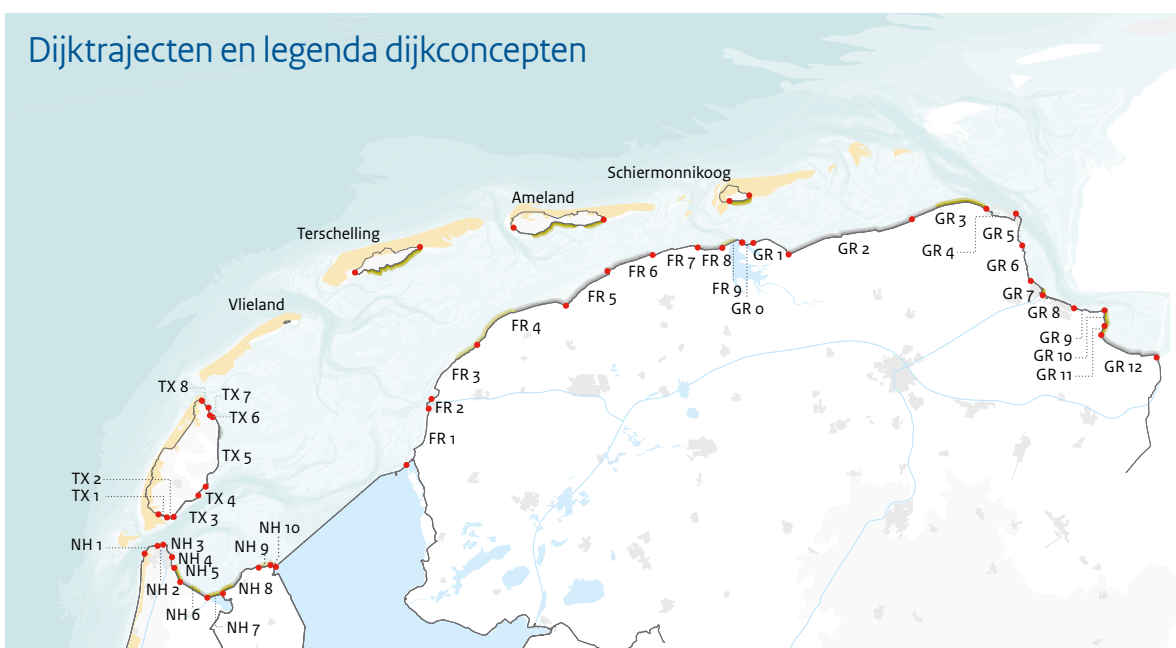 Dijktrajecten en legenda dijkconcepten
Schiermonnikoog
Ameland
Terschelling
Vlieland
GR 3
GR 5
GR 4
GR 2
GR 1
GR 0
GR 6
GR 7
GR 8
GR 9
GR 10
GR 11
GR 12
FR 9
FR 8
FR 7
FR 6
FR 5
FR 4
FR 3
FR 2
FR 1
TX 8
TX 7
TX 6
TX 5
TX 2
TX 1
TX 4
TX 3
NH 10
NH 1
NH 3
NH 9
NH 4
NH 5
NH 2
NH 8
NH 6
NH 7